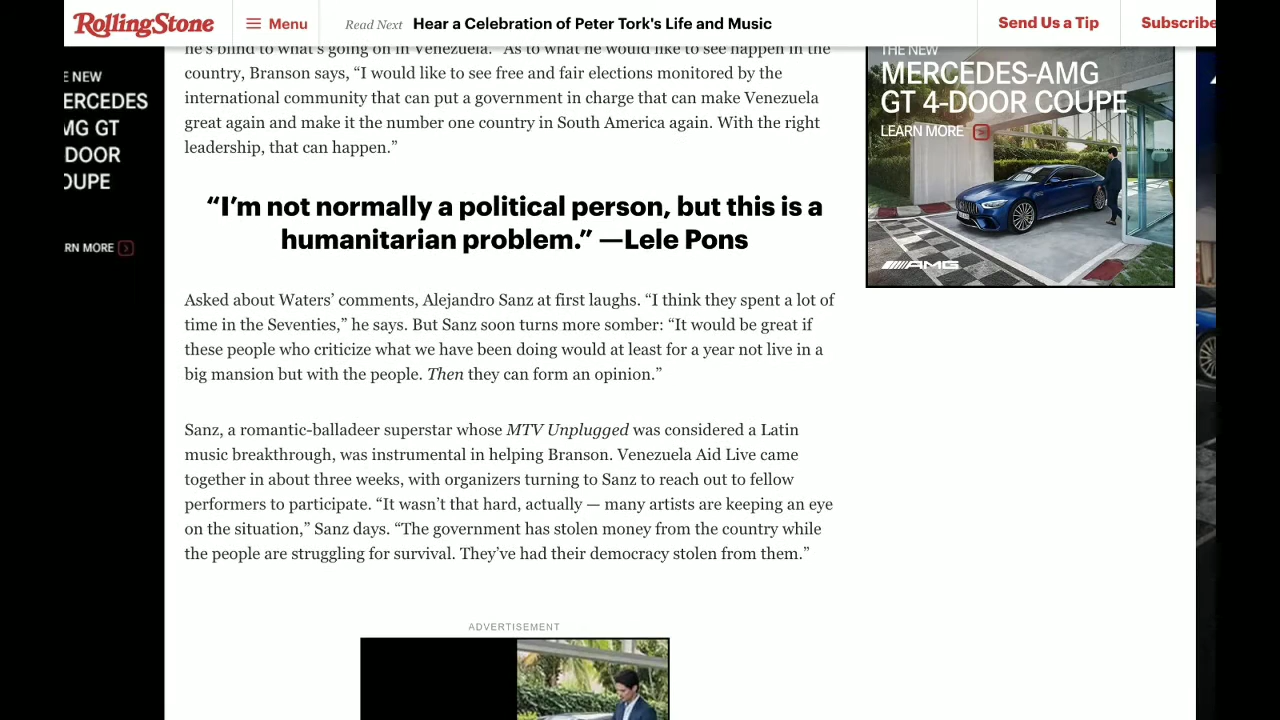 RollingStone
Menu
Read Next Hear a Celebration of Peter Tork's Life and Music
Send Us a Tip
Subscribe
he's blind to what's going on in Venezuela.” As to what he would like to see happen in the
country, Branson says, “I would like to see free and fair elections monitored by the
international community that can put a government in charge that can make Venezuela
great again and make it the number one country in South America again. With the right
leadership, that can happen.”
“I’m not normally a political person, but this is a
humanitarian problem.” —Lele Pons
Asked about Waters’ comments, Alejandro Sanz at first laughs. “I think they spent a lot of
time in the Seventies,” he says. But Sanz soon turns more somber: “It would be great if
these people who criticize what we have been doing would at least for a year not live in a
big mansion but with the people. Then they can form an opinion.”
Sanz, a romantic-balladeer superstar whose MTV Unplugged was considered a Latin
music breakthrough, was instrumental in helping Branson. Venezuela Aid Live came
together in about three weeks, with organizers turning to Sanz to reach out to fellow
performers to participate. “It wasn’t that hard, actually — many artists are keeping an eye
on the situation,” Sanz days. “The government has stolen money from the country while
the people are struggling for survival. They’ve had their democracy stolen from them.”
ADVERTISEMENT
E NEW
ERCEDES
MG GT
DOOR
OUPE
RN MORE
THE NEW
MERCEDES-AMG
GT 4-DOOR COUPE
LEARN MORE
AMG